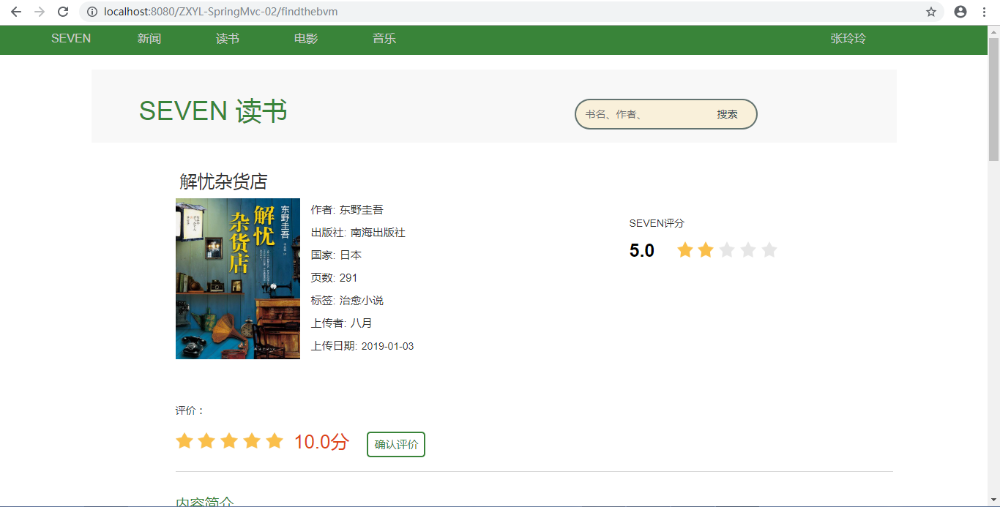 localhost:8080/ZXYL-SpringMvc-02/findthebvm
SEVEN 新闻 读书 电影 音乐 张玲玲
SEVEN 读书
书名、作者、 搜索
解忧杂货店
东野圭吾
解忧
杂货店
作者: 东野圭吾
出版社: 南海出版社
国家: 日本
页数: 291
标签: 治愈小说
上传者: 八月
上传日期: 2019-01-03
SEVEN评分
5.0
评价：
10.0分 确认评价
内容简介